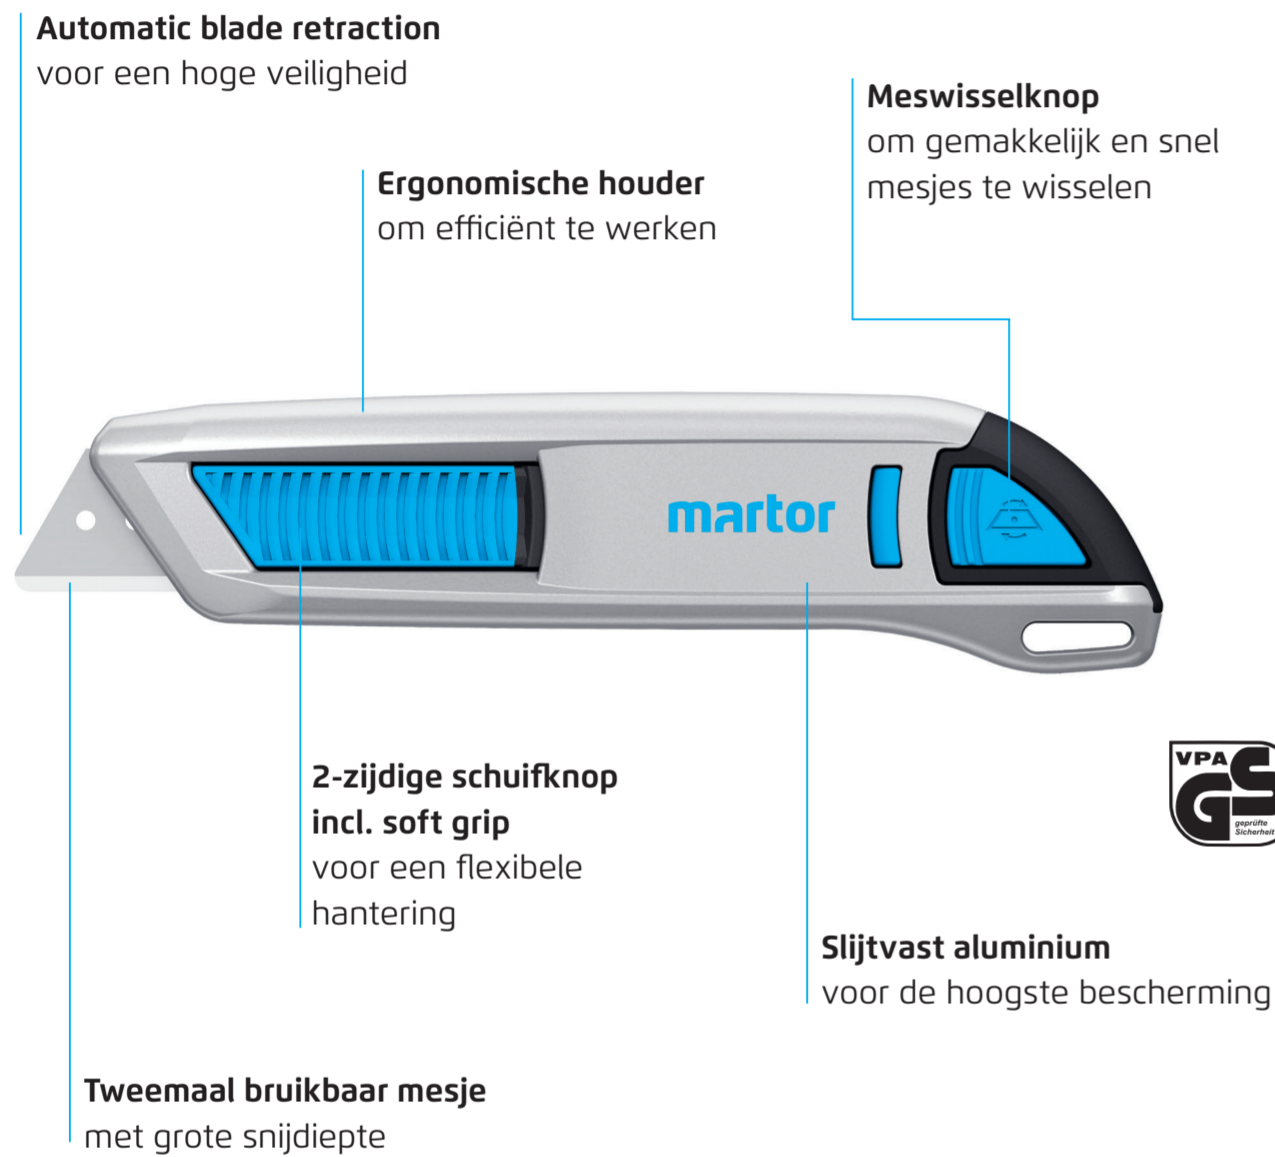 Automatic blade retraction
voor een hoge veiligheid
Meswisselknop
om gemakkelijk en snel
mesjes te wisselen
Ergonomische houder
om efficiënt te werken
martor
2-zijdige schuifknop
incl. soft grip
voor een flexibele
hantering
VPA
GS
geprüfte
Sicherheit
Slijtvast aluminium
voor de hoogste bescherming
Tweemaal bruikbaar mesje
met grote snijdiepte